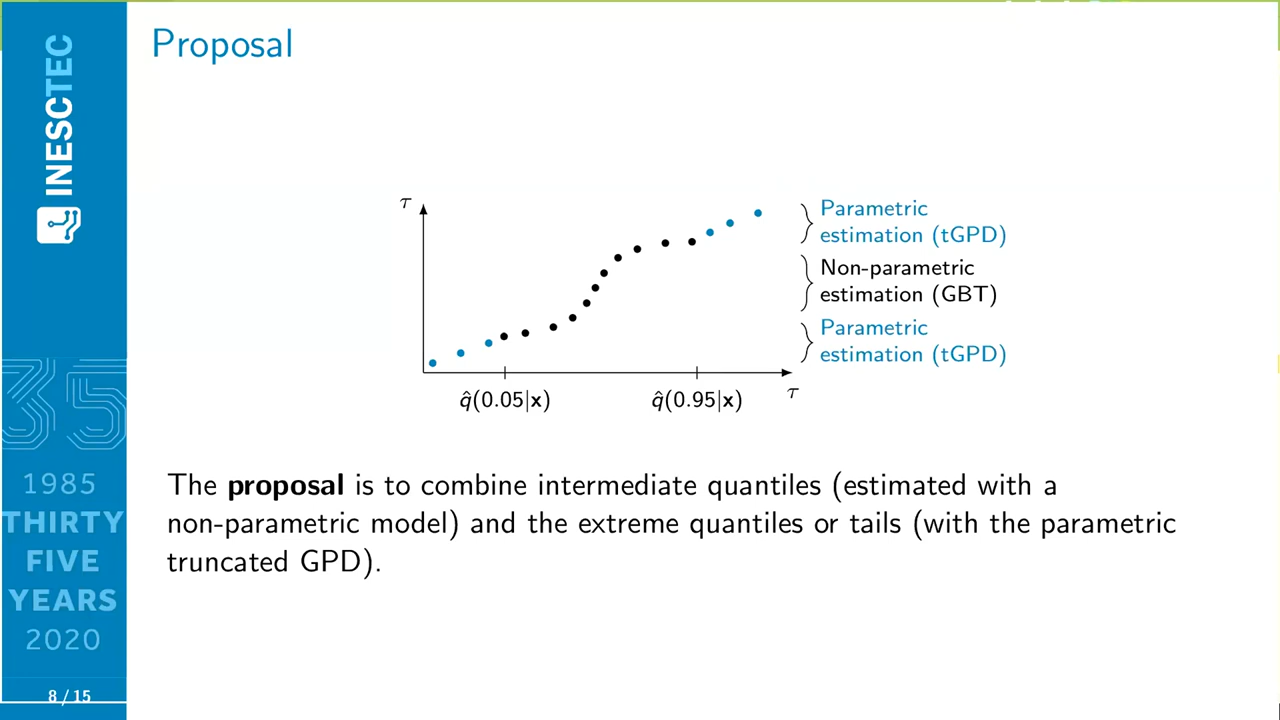 Proposal
INESCTEC
τ
Parametric
estimation (tGPD)
Non-parametric
estimation (GBT)
Parametric
estimation (tGPD)
q̂(0.05|x)
q̂(0.95|x)
τ
The proposal is to combine intermediate quantiles (estimated with a
non-parametric model) and the extreme quantiles or tails (with the parametric
truncated GPD).
35
1985
THIRTY
FIVE
YEARS
2020
8 / 15